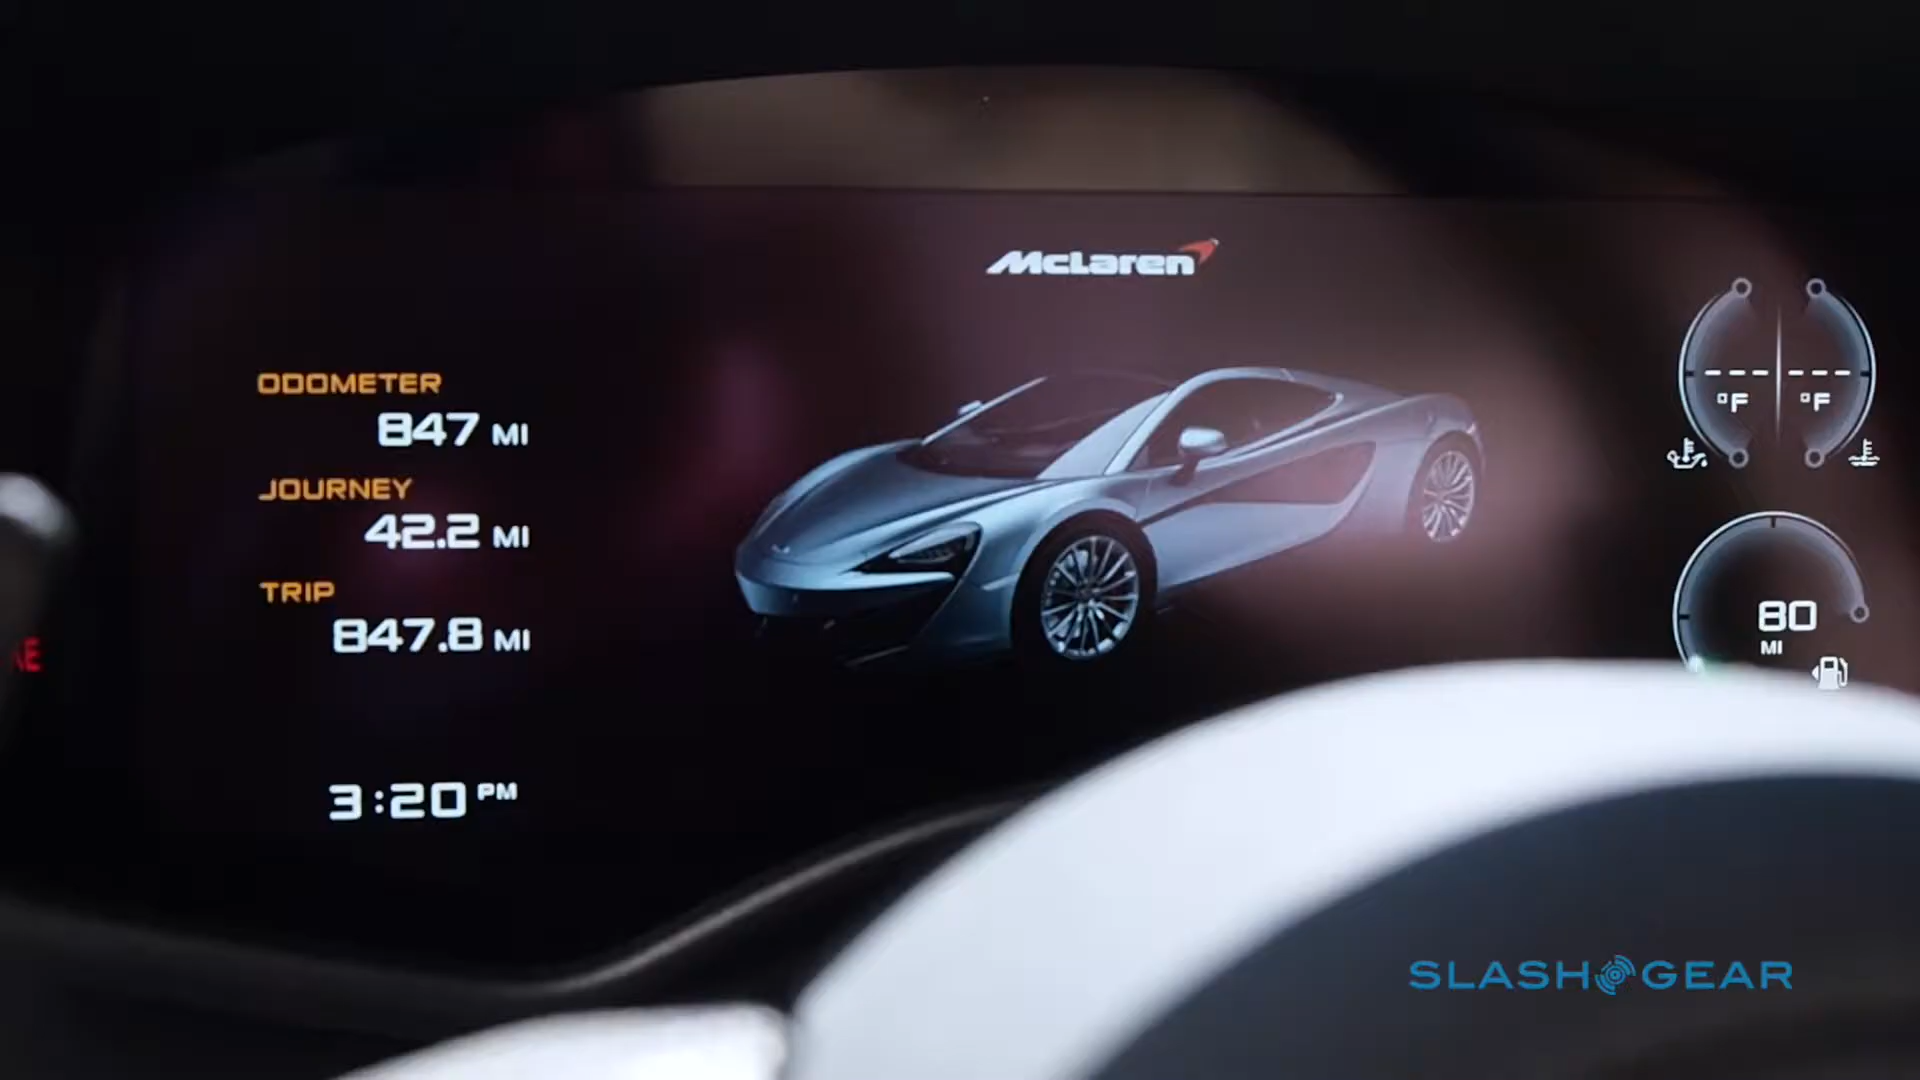 McLaren
ODOMETER
847 MI
JOURNEY
42.2 MI
TRIP
847.8 MI
3:20 PM
--- °F
--- °F
80
MI
SLASHGEAR